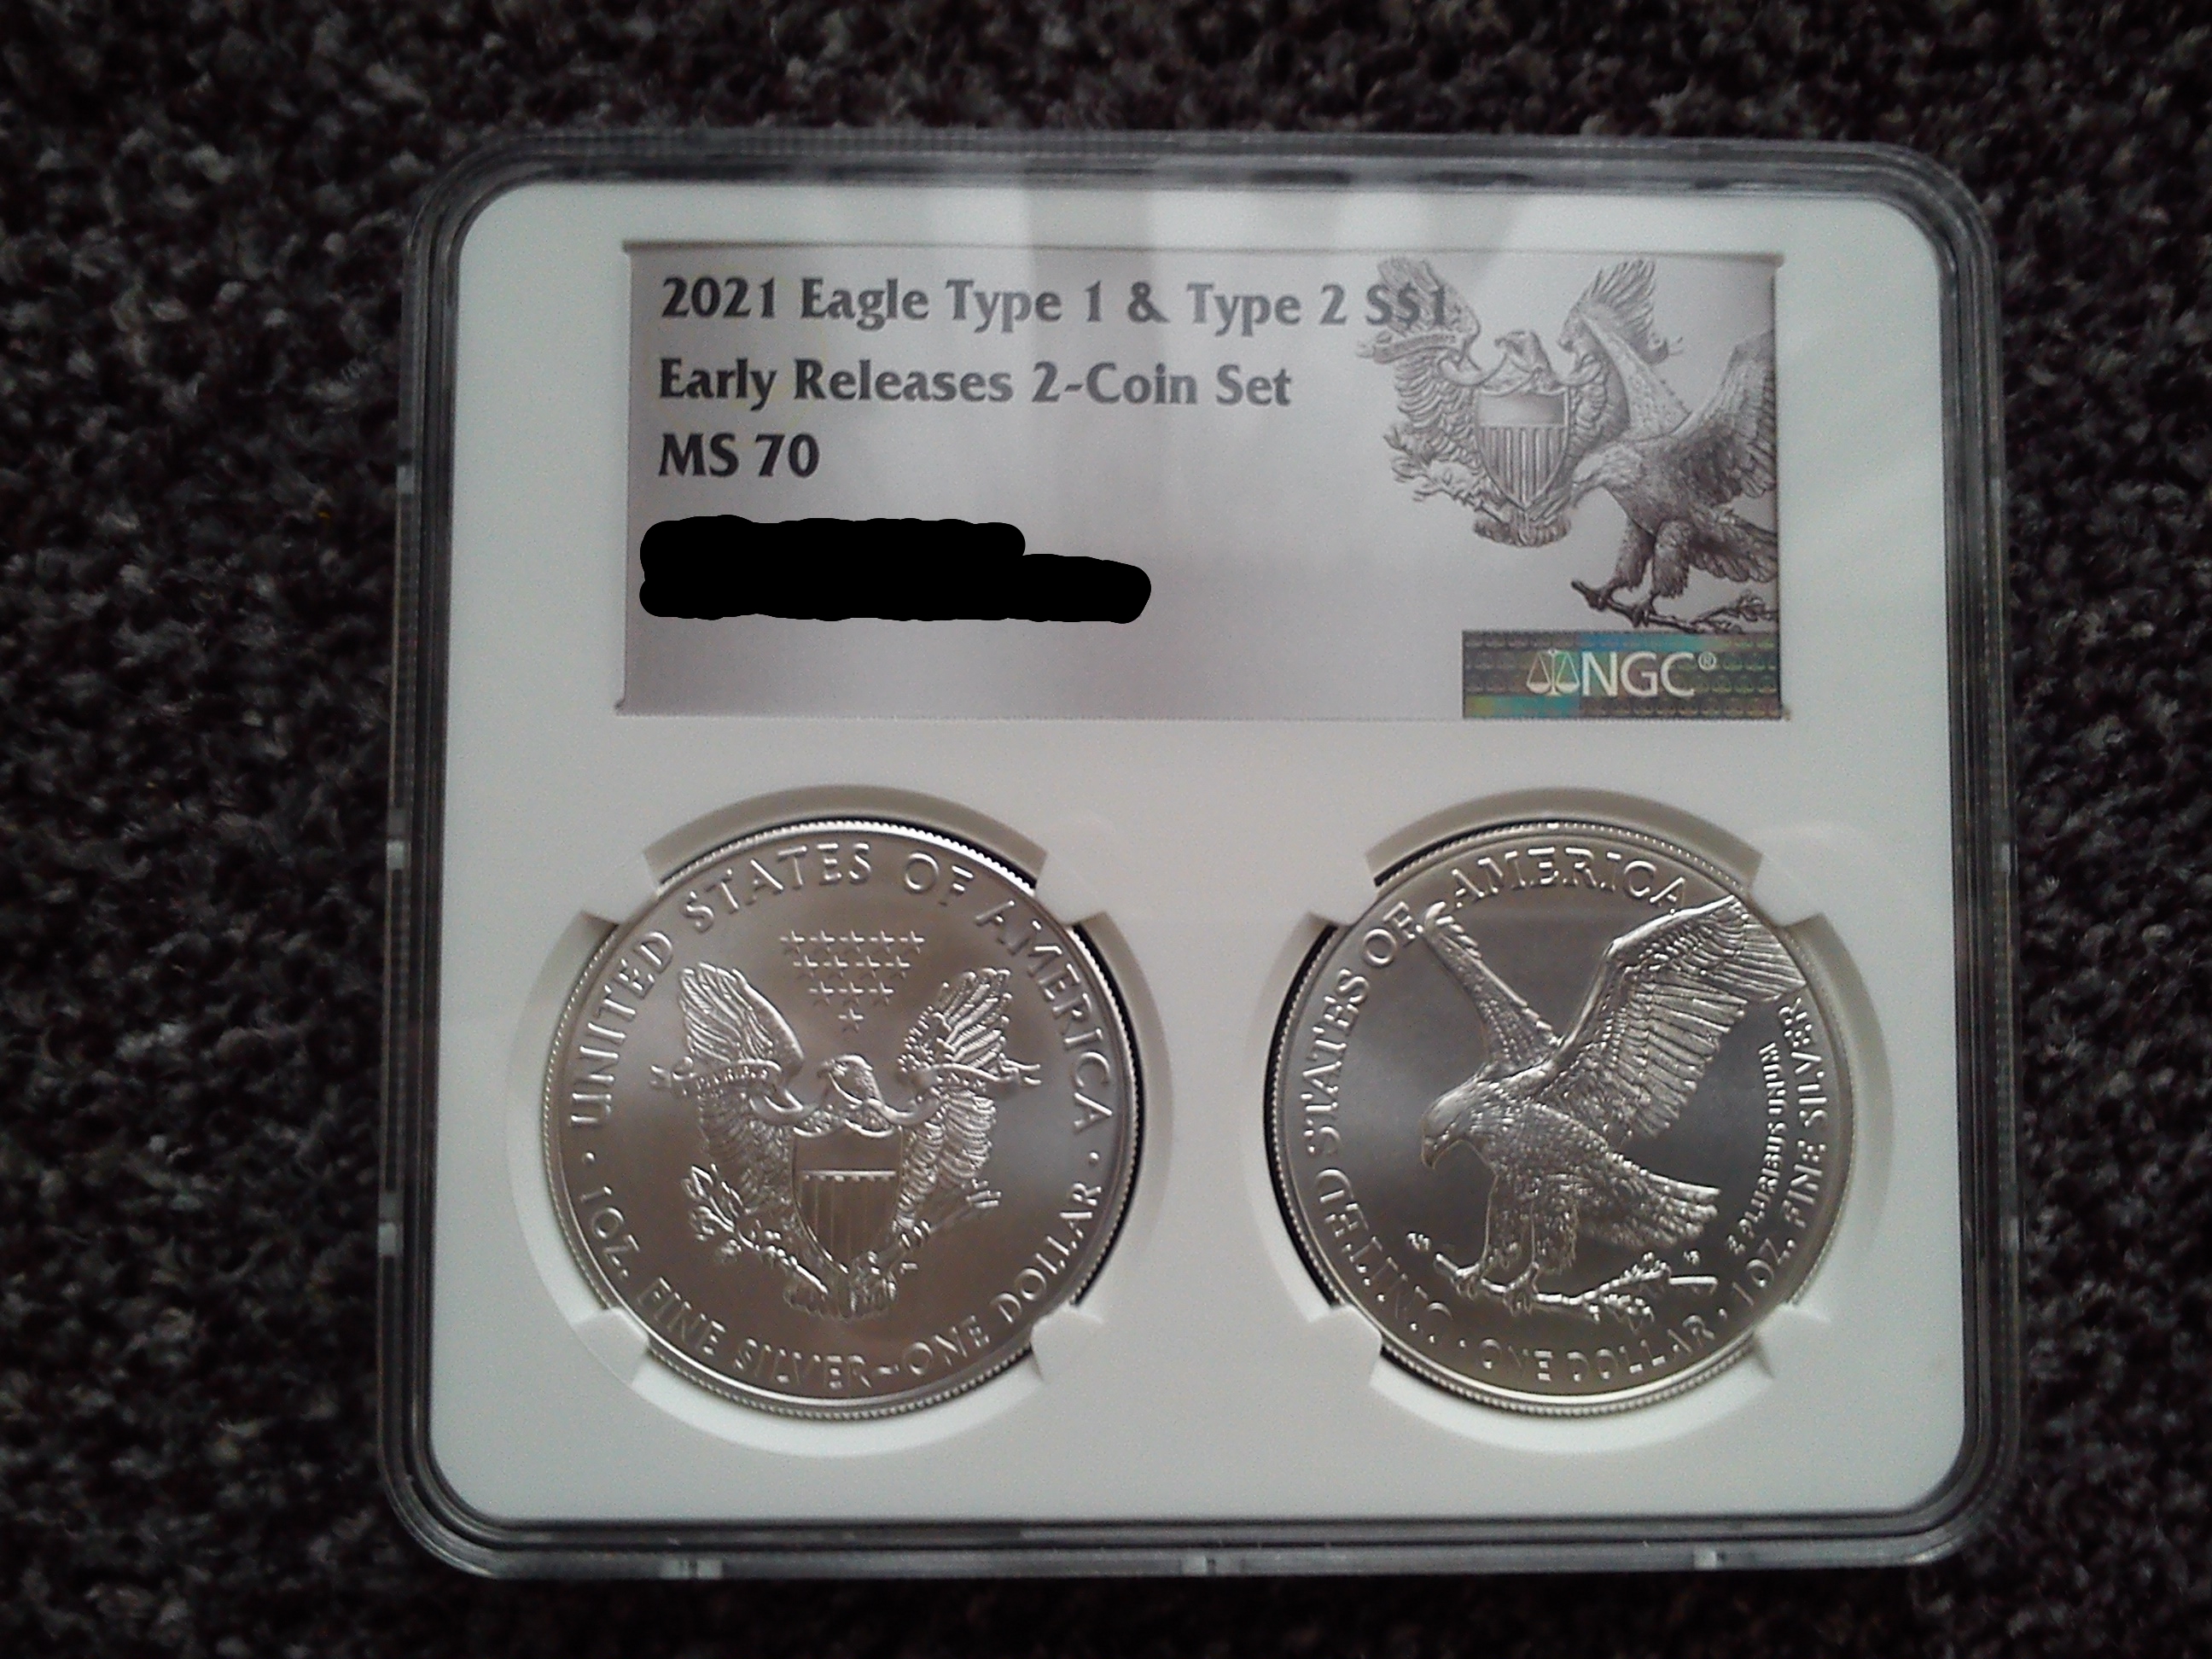 2021 Eagle Type 1 & Type 2 S$1
Early Releases 2-Coin Set
MS 70
NGC®
· UNITED STATES OF AMERICA ·
1 OZ. FINE SILVER~ONE DOLLAR
UNITED STATES OF AMERICA
· ONE DOLLAR · 1 OZ. FINE SILVER
E PLURIBUS UNUM